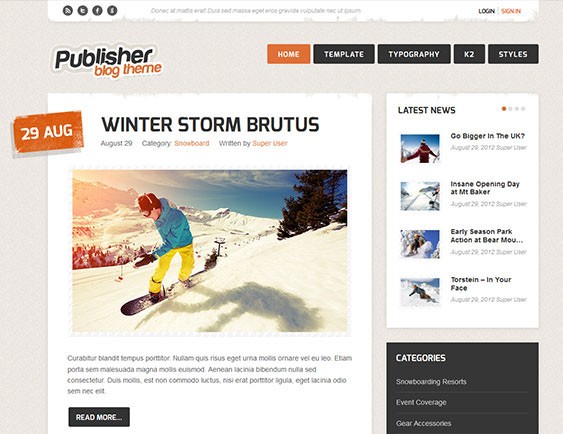 Donec at mattis erat! Duis sed massa eget eros gravida vulputate nec ut ipsum
LOGIN SIGN IN
Publisher
blog theme
HOME TEMPLATE TYPOGRAPHY K2 STYLES
29 AUG
WINTER STORM BRUTUS
August 29 Category: Snowboard Written by Super User
Curabitur blandit tempus porttitor. Nullam quis risus eget urna mollis ornare vel eu leo. Etiam
porta sem malesuada magna mollis euismod. Aenean lacinia bibendum nulla sed
consectetur. Duis mollis, est non commodo luctus, nisi erat porttitor ligula, eget lacinia odio
sem nec elit.
READ MORE...
LATEST NEWS
Go Bigger In The UK?
August 29, 2012 Super User
Insane Opening Day
at Mt Baker
August 29, 2012 Super User
Early Season Park
Action at Bear Mou...
August 29, 2012 Super User
Torstein – In Your
Face
August 29, 2012 Super User
CATEGORIES
Snowboarding Resorts
Event Coverage
Gear Accessories